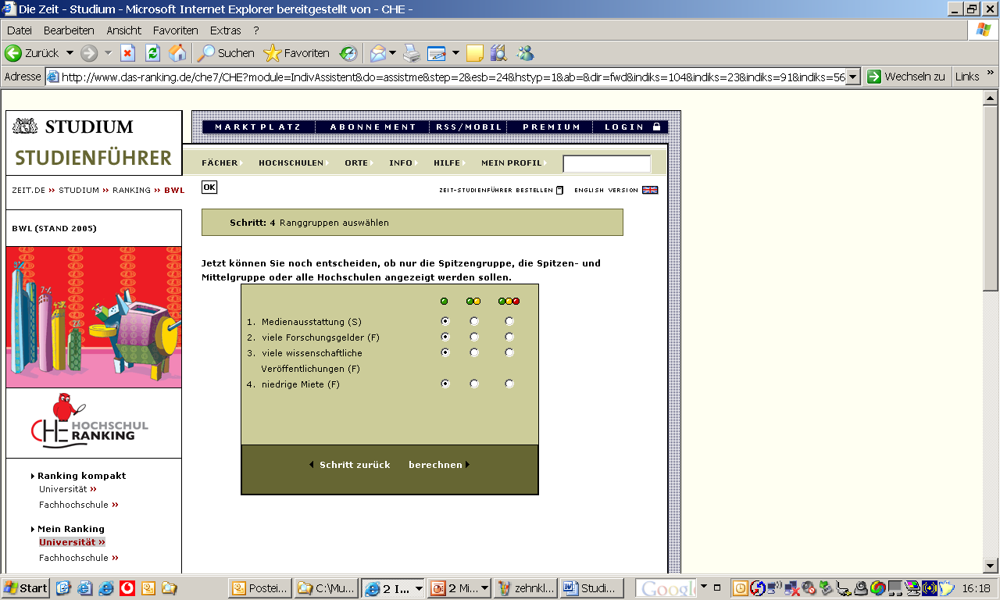 Die Zeit - Studium - Microsoft Internet Explorer bereitgestellt von - CHE -
Datei Bearbeiten Ansicht Favoriten Extras ?
Zurück Suchen Favoriten
Adresse http://www.das-ranking.de/che7/CHE?module=IndivAssistent&do=assistme&step=2&esb=24&hstyp=1&ab=&dir=fwd&indiks=104&indiks=23&indiks=91&indiks=56 Wechseln zu Links »
STUDIUM
STUDIENFÜHRER
MARKTPLATZ ABONNEMENT RSS/MOBIL PREMIUM LOGIN
FÄCHER HOCHSCHULEN ORTE INFO HILFE MEIN PROFIL
ZEIT.DE » STUDIUM » RANKING » BWL
OK
ZEIT-STUDIENFÜHRER BESTELLEN ENGLISH VERSION
BWL (STAND 2005)
Schritt: 4 Ranggruppen auswählen
Jetzt können Sie noch entscheiden, ob nur die Spitzengruppe, die Spitzen- und
Mittelgruppe oder alle Hochschulen angezeigt werden sollen.
1. Medienausstattung (S)
2. viele Forschungsgelder (F)
3. viele wissenschaftliche
Veröffentlichungen (F)
4. niedrige Miete (F)
Schritt zurück berechnen
CHE HOCHSCHUL
RANKING
Ranking kompakt
Universität »
Fachhochschule »
Mein Ranking
Universität »
Fachhochschule »
Start Postei... C:\Mu... 2 I... 2 Mi... zehnkl... Studi... Google 16:18